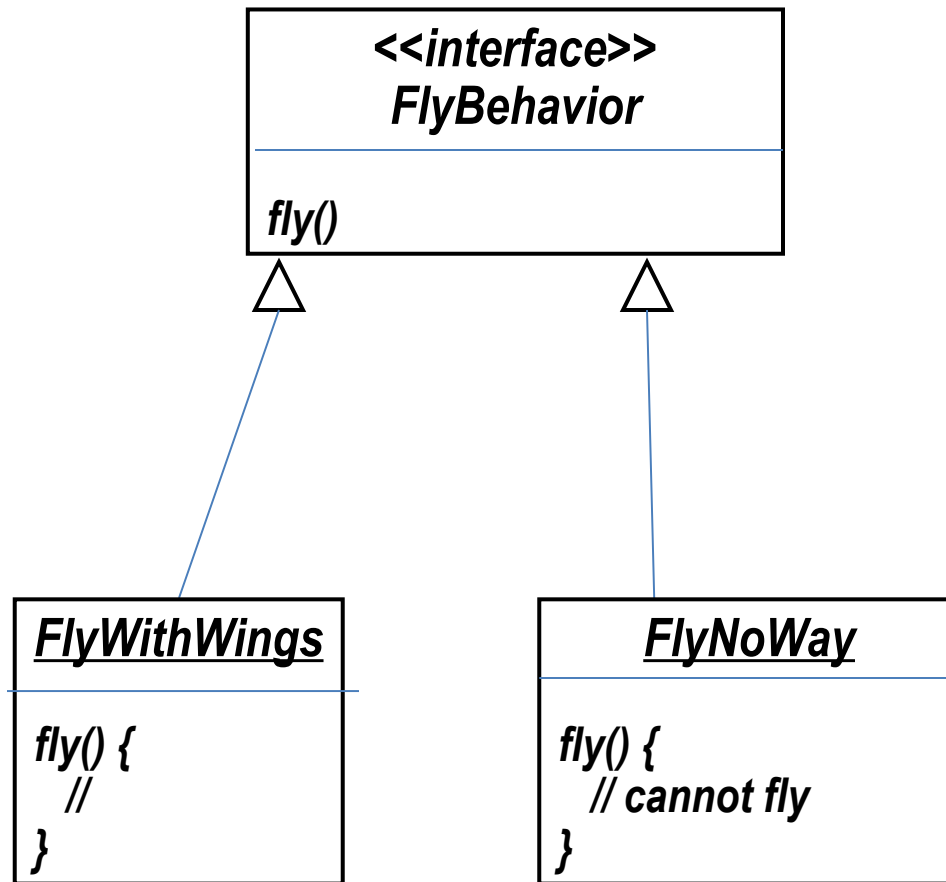 <<interface>>
FlyBehavior
fly()
FlyWithWings
fly() {
//
}
FlyNoWay
fly() {
// cannot fly
}